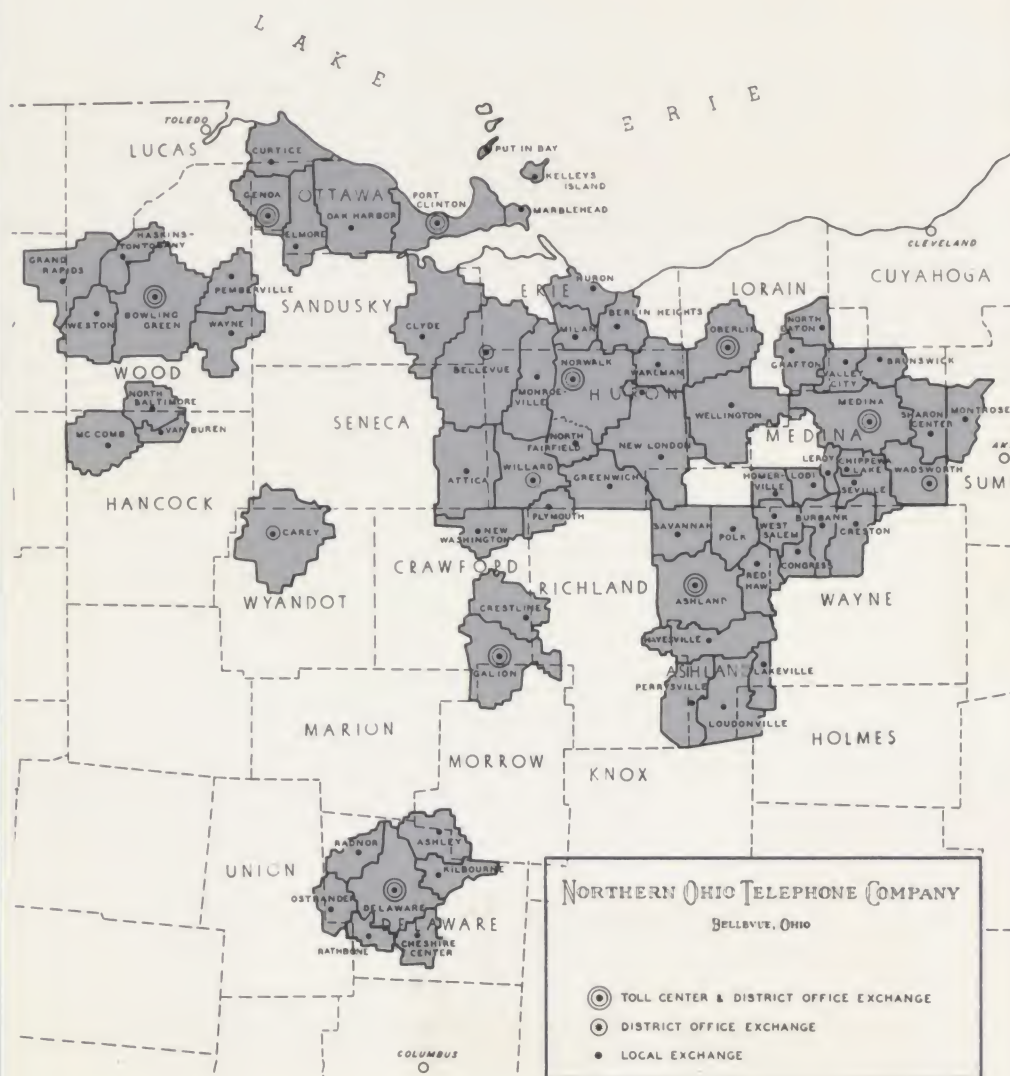 LAKE ERIE
TOLEDO
LUCAS
CURTICE
PUT IN BAY
KELLEYS
ISLAND
GENOA
OTTAWA
PORT
CLINTON
OAK HARBOR
MARBLEHEAD
ELMORE
CLEVELAND
HASKINS-
TONTOGANY
GRAND
RAPIDS
PEMBERVILLE
BOWLING
GREEN
WESTON
WAYNE
WOOD
SANDUSKY
CLYDE
ERIE
HURON
BERLIN HEIGHTS
MILAN
LORAIN
CUYAHOGA
OBERLIN
NORTH
EATON
GRAFTON
VALLEY
CITY
BRUNSWICK
BELLEVUE
NORWALK
WAKEMAN
MONROE-
VILLE
HURON
WELLINGTON
MEDINA
SHARON
CENTER
MONTROSE
NORTH
BALTIMORE
VAN BUREN
MC COMB
SENECA
NORTH
FAIRFIELD
NEW LONDON
MEDINA
LEROY
CHIPPEWA
LAKE
WADSWORTH
AK
SUM
ATTICA
WILLARD
GREENWICH
HOMER-
VILLE
LODI
SEVILLE
HANCOCK
CAREY
PLYMOUTH
NEW
WASHINGTON
SAVANNAH
POLK
WEST
SALEM
BURBANK
CRESTON
CONGRESS
CRAWFORD
RICHLAND
RED
HAW
WYANDOT
CRESTLINE
ASHLAND
WAYNE
HAYESVILLE
GALION
ASHLAND
LAKEVILLE
PERRYSVILLE
LOUDONVILLE
MARION
MORROW
KNOX
HOLMES
UNION
RADNOR
ASHLEY
KILBOURNE
OSTRANDER
DELAWARE
DELAWARE
RATHBONE
CHESHIRE
CENTER
COLUMBUS
NORTHERN OHIO TELEPHONE COMPANY
BELLEVUE, OHIO
TOLL CENTER & DISTRICT OFFICE EXCHANGE
DISTRICT OFFICE EXCHANGE
LOCAL EXCHANGE